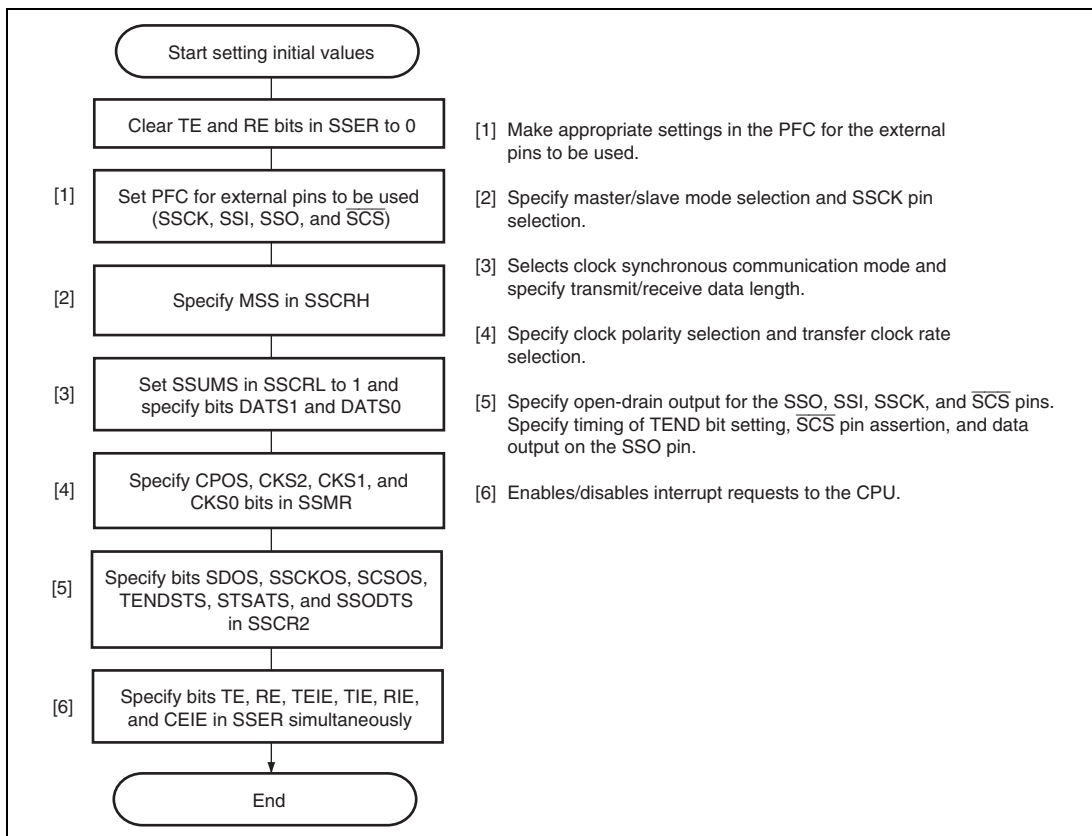 Start setting initial values
Clear TE and RE bits in SSER to 0
[1]
Set PFC for external pins to be used
(SSCK, SSI, SSO, and S̅C̅S̅)
[2]
Specify MSS in SSCRH
[3]
Set SSUMS in SSCRL to 1 and
specify bits DATS1 and DATS0
[4]
Specify CPOS, CKS2, CKS1, and
CKS0 bits in SSMR
[5]
Specify bits SDOS, SSCKOS, SCSOS,
TENDSTS, STSATS, and SSODTS
in SSCR2
[6]
Specify bits TE, RE, TEIE, TIE, RIE,
and CEIE in SSER simultaneously
End
[1] Make appropriate settings in the PFC for the external
pins to be used.
[2] Specify master/slave mode selection and SSCK pin
selection.
[3] Selects clock synchronous communication mode and
specify transmit/receive data length.
[4] Specify clock polarity selection and transfer clock rate
selection.
[5] Specify open-drain output for the SSO, SSI, SSCK, and S̅C̅S̅ pins.
Specify timing of TEND bit setting, S̅C̅S̅ pin assertion, and data
output on the SSO pin.
[6] Enables/disables interrupt requests to the CPU.